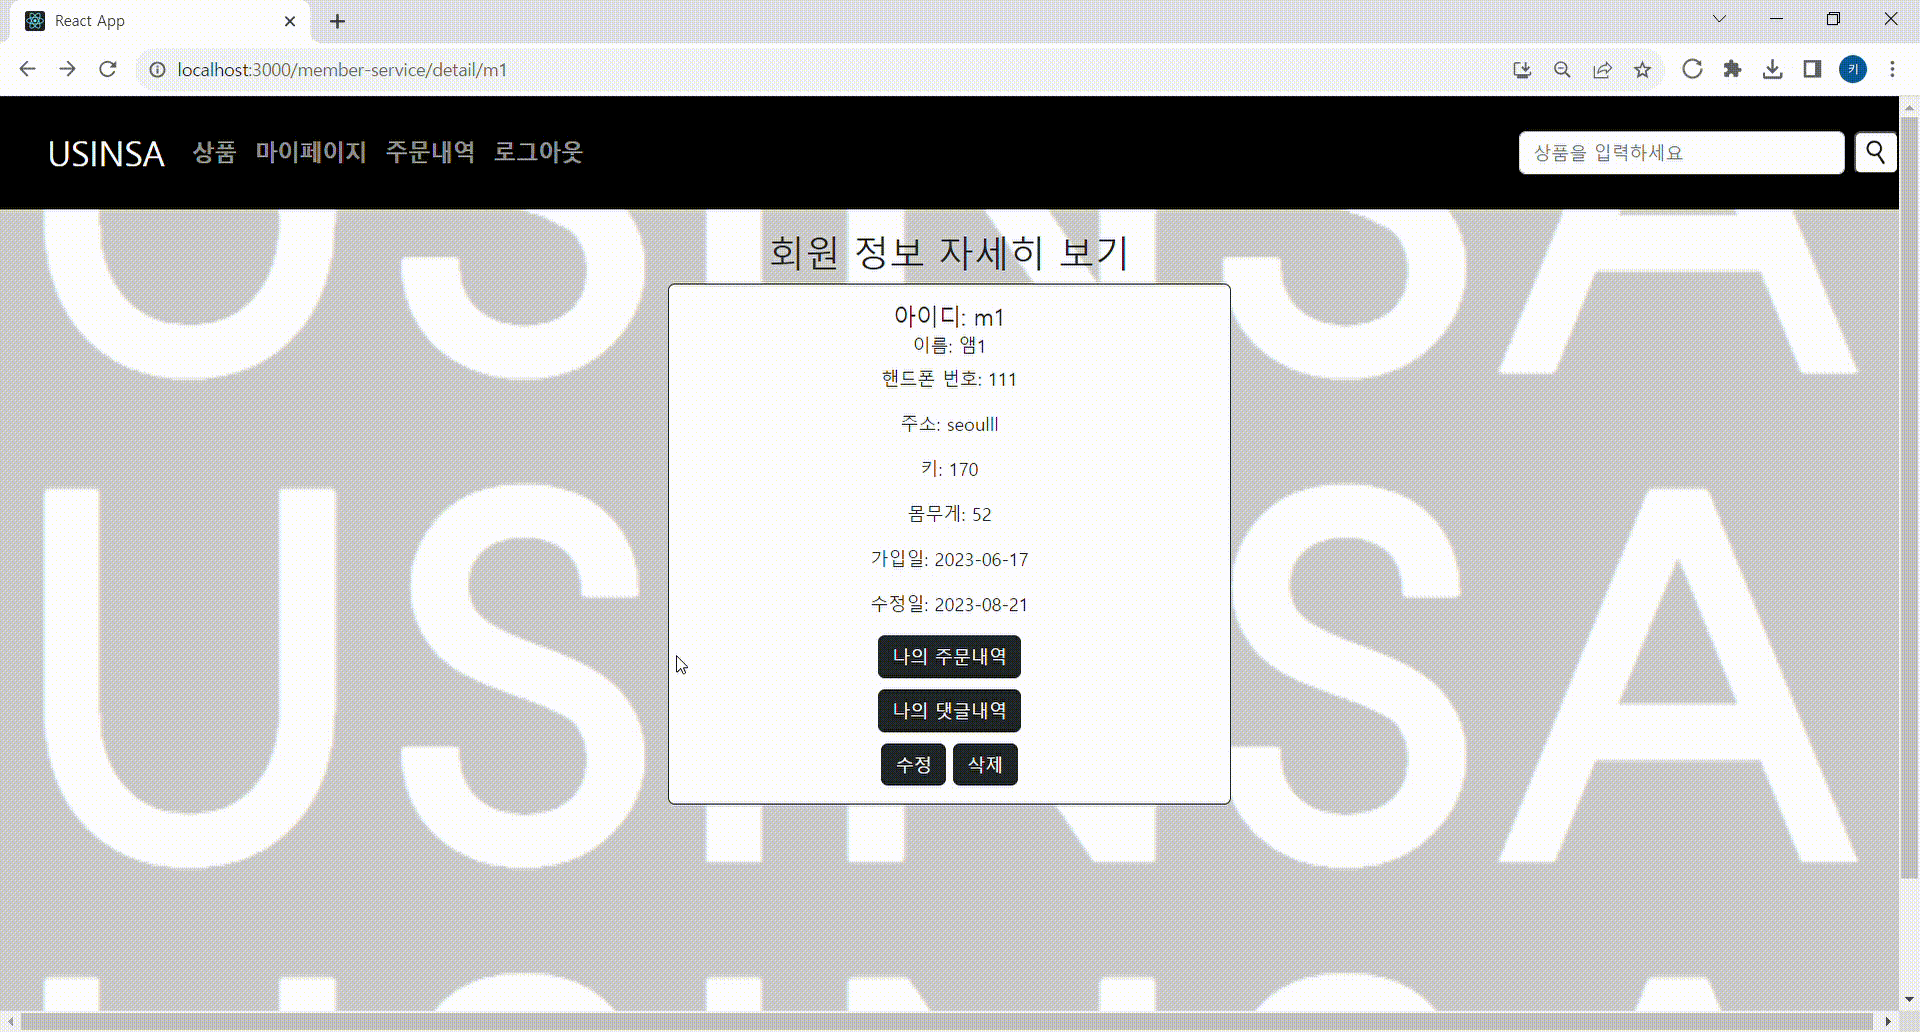 React App
localhost:3000/member-service/detail/m1
키
USINSA 상품 마이페이지 주문내역 로그아웃
상품을 입력하세요
USINSA
회원 정보 자세히 보기
아이디: m1
이름: 앰1
핸드폰 번호: 111
주소: seoulll
키: 170
몸무게: 52
가입일: 2023-06-17
수정일: 2023-08-21
나의 주문내역
나의 댓글내역
수정 삭제
USINSA
USINSA